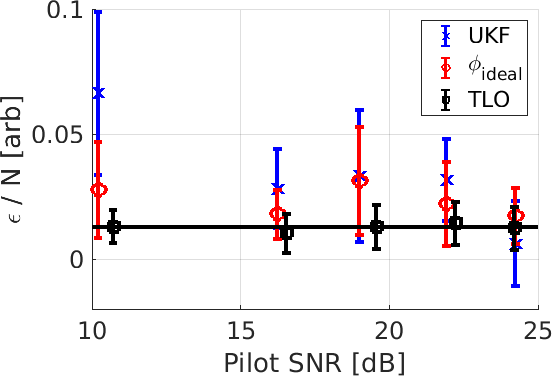 0.1
0.05
0
ϵ / N [arb]
10
15
20
25
Pilot SNR [dB]
UKF
ϕideal
TLO